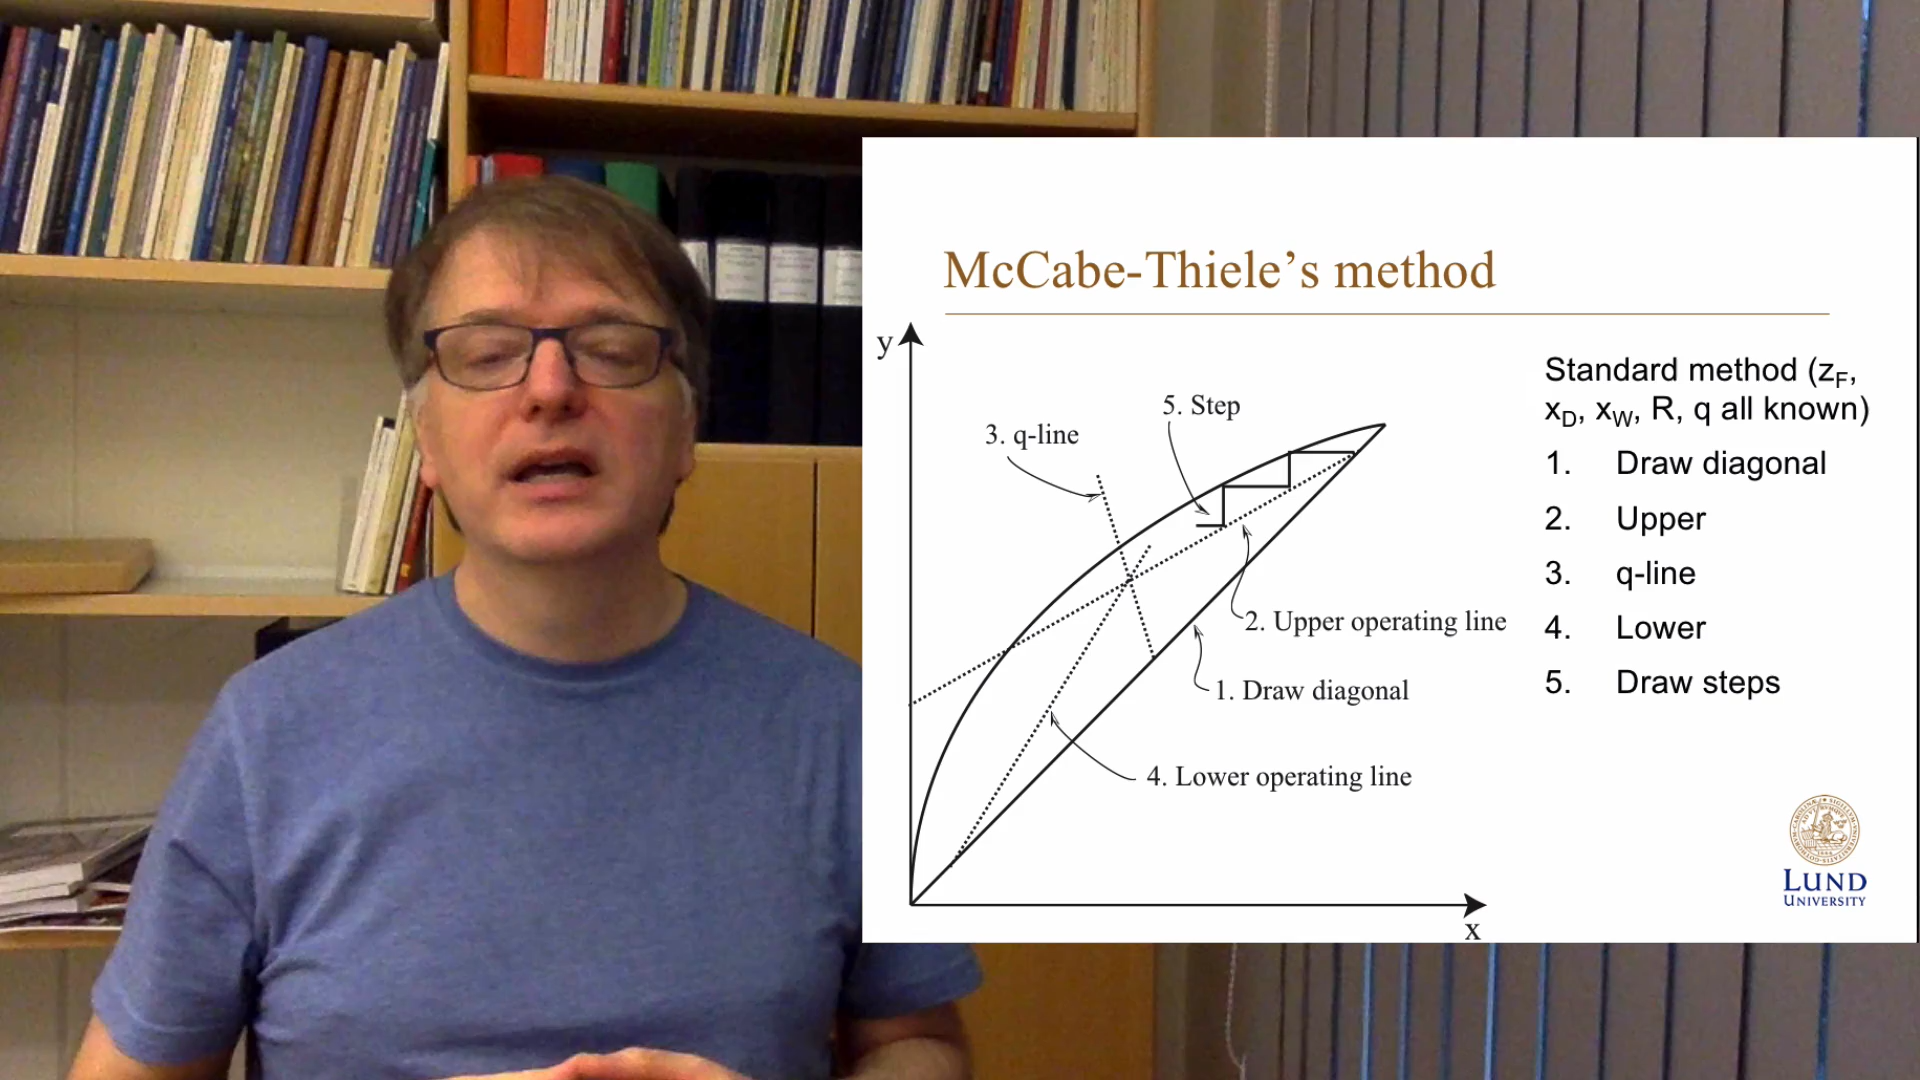 McCabe-Thiele’s method
y
5. Step
3. q-line
2. Upper operating line
1. Draw diagonal
4. Lower operating line
x
Standard method (zF,
xD, xW, R, q all known)
1. Draw diagonal
2. Upper
3. q-line
4. Lower
5. Draw steps
LUND
UNIVERSITY